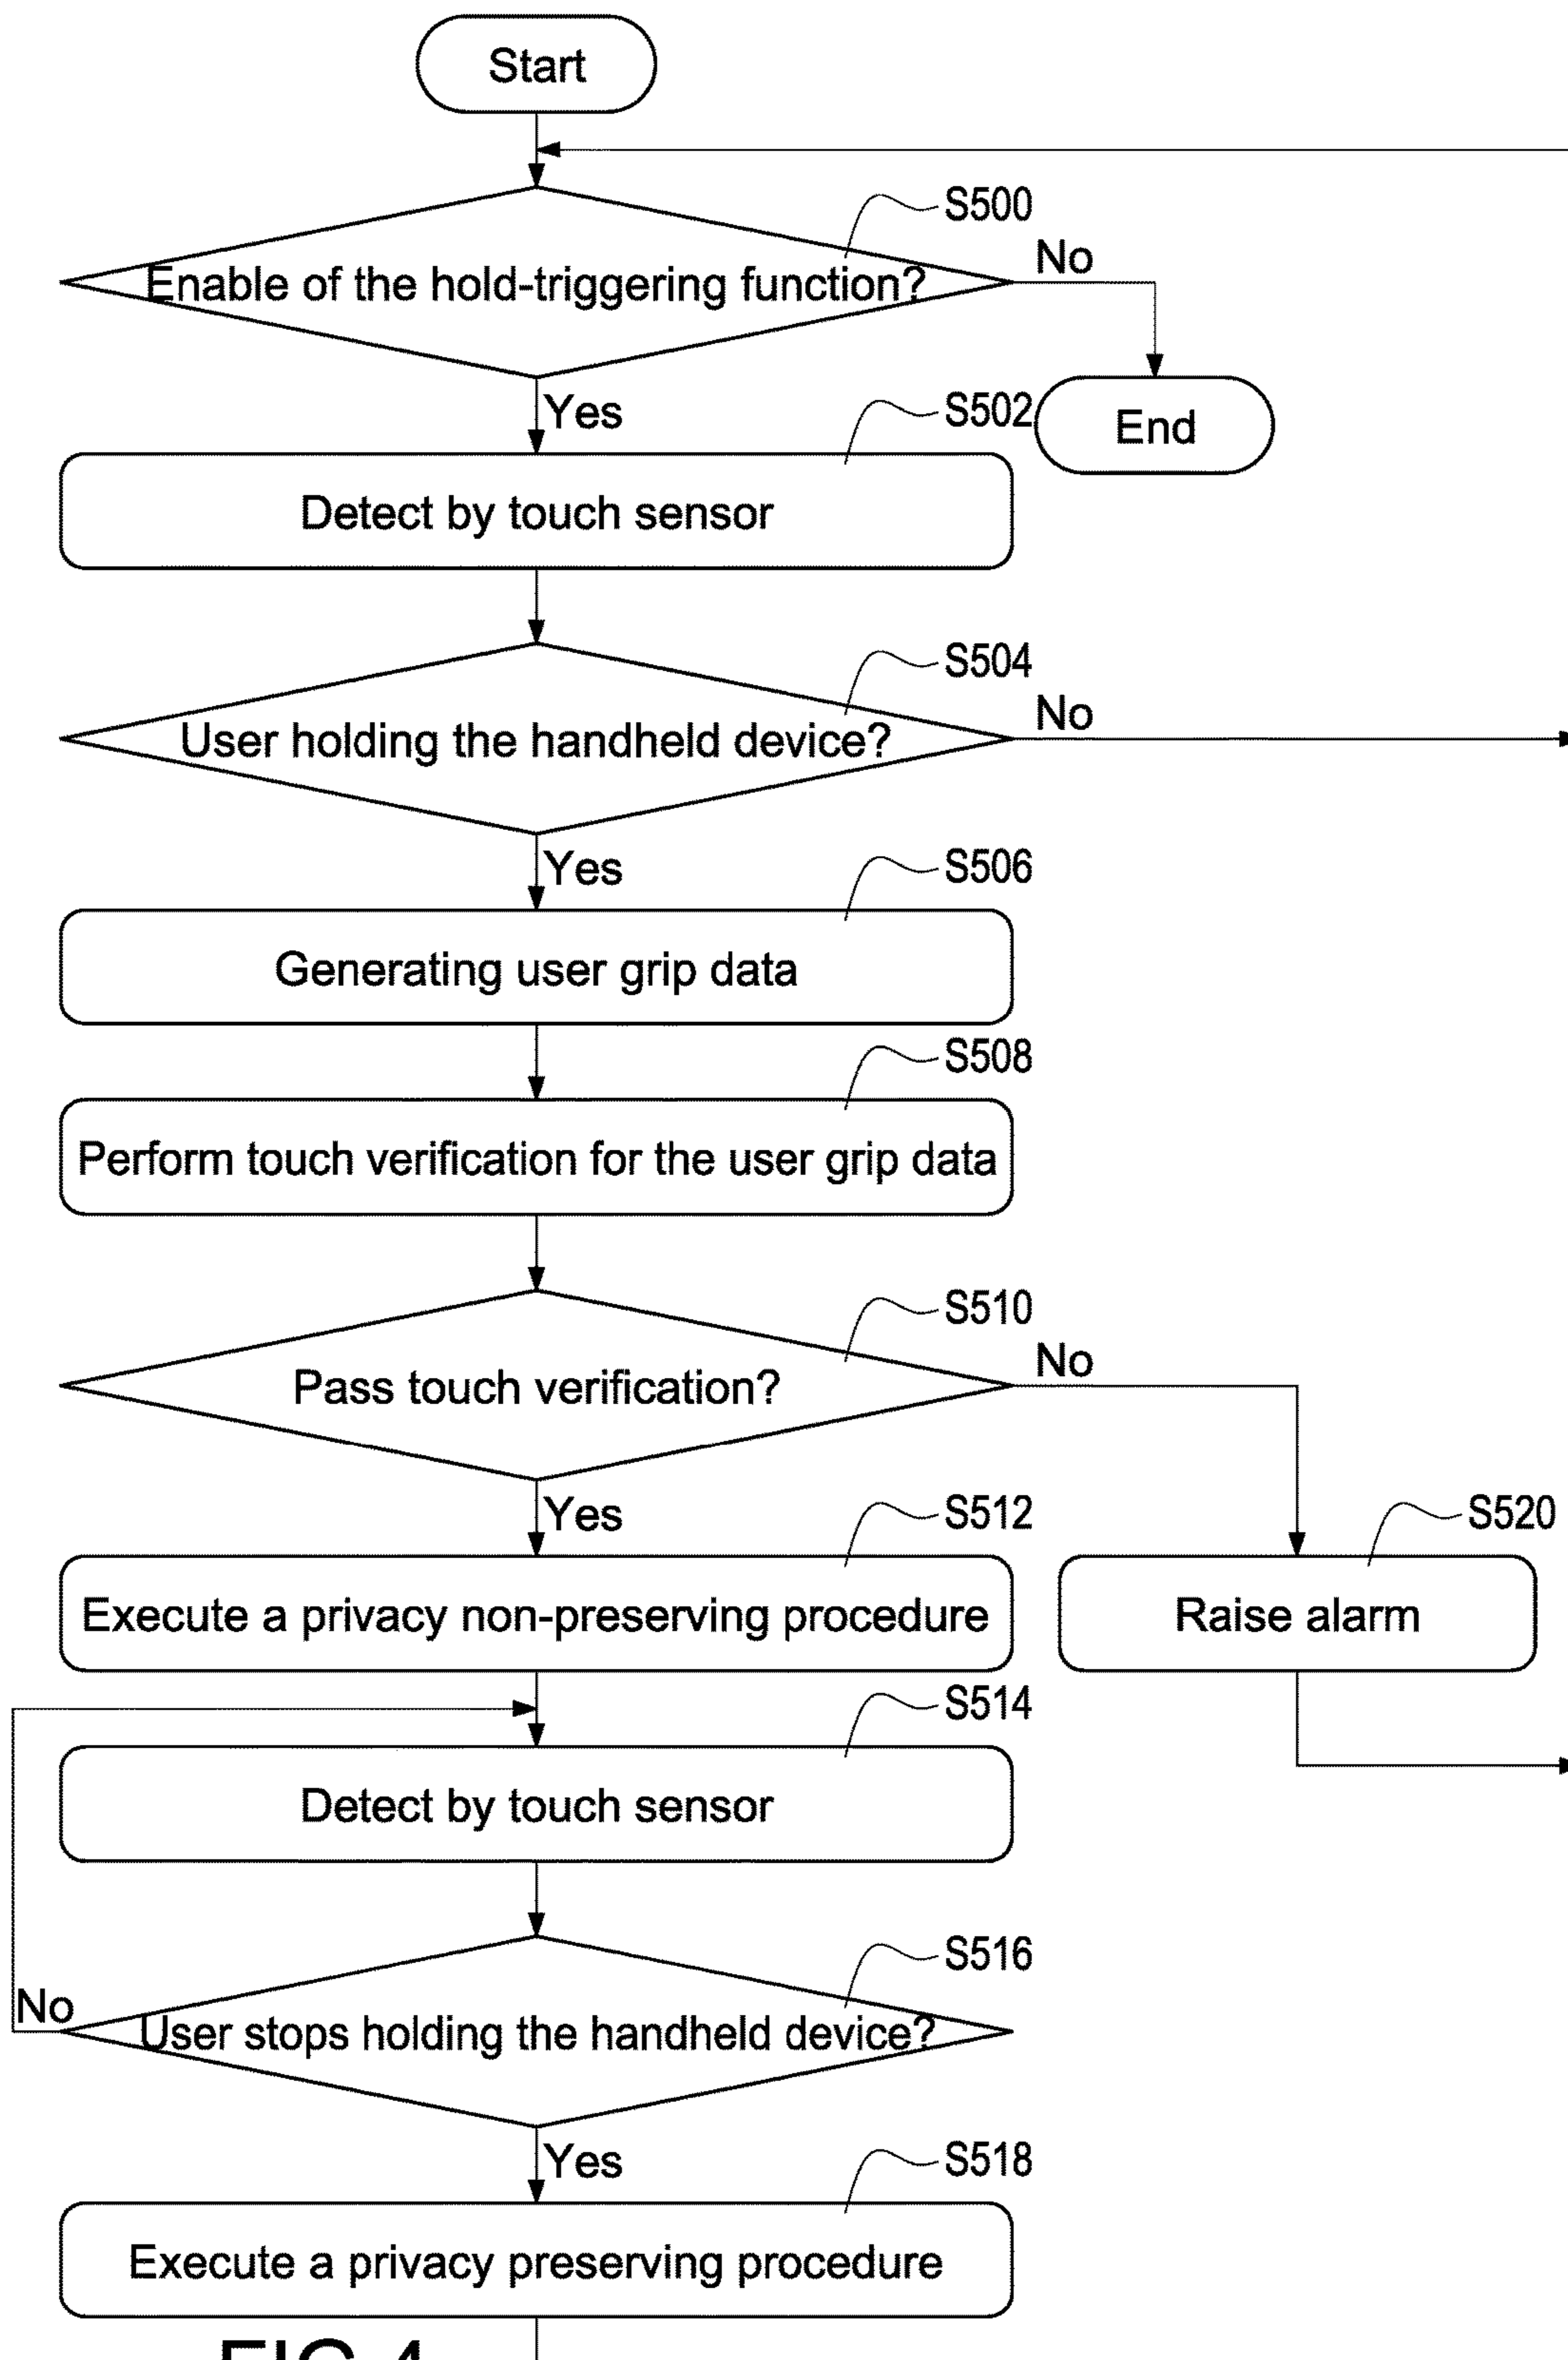 Start
S500
Enable of the hold-triggering function?
No
Yes
S502
End
Detect by touch sensor
S504
User holding the handheld device?
No
Yes
S506
Generating user grip data
S508
Perform touch verification for the user grip data
S510
Pass touch verification?
No
Yes
S512
S520
Execute a privacy non-preserving procedure
Raise alarm
S514
Detect by touch sensor
S516
No
User stops holding the handheld device?
Yes
S518
Execute a privacy preserving procedure
FIG.4